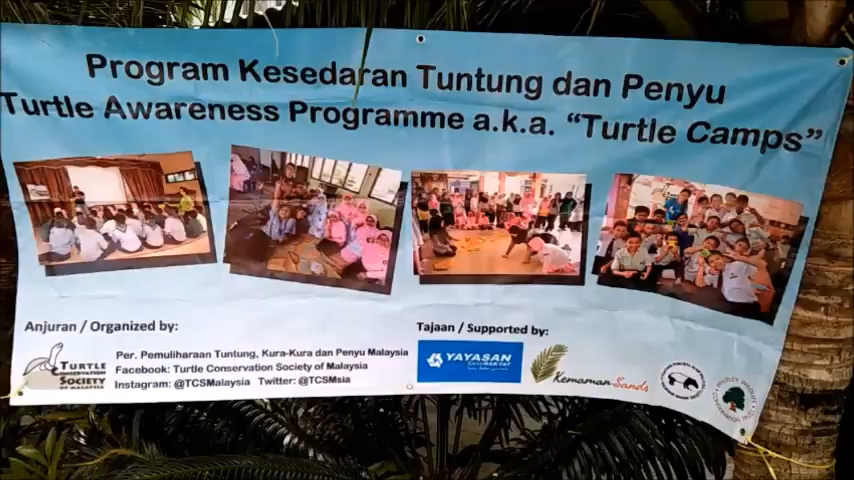 Program Kesedaran Tuntung dan Penyu
Turtle Awareness Programme a.k.a. “Turtle Camps”
Anjuran / Organized by:
TURTLE
CONSERVATION
SOCIETY
OF MALAYSIA
Per. Pemuliharaan Tuntung, Kura-Kura dan Penyu Malaysia
Facebook: Turtle Conservation Society of Malaysia
Instagram: @TCSMalaysia Twitter: @TCSMsia
Tajaan / Supported by:
YAYASAN
Kemaman Sands